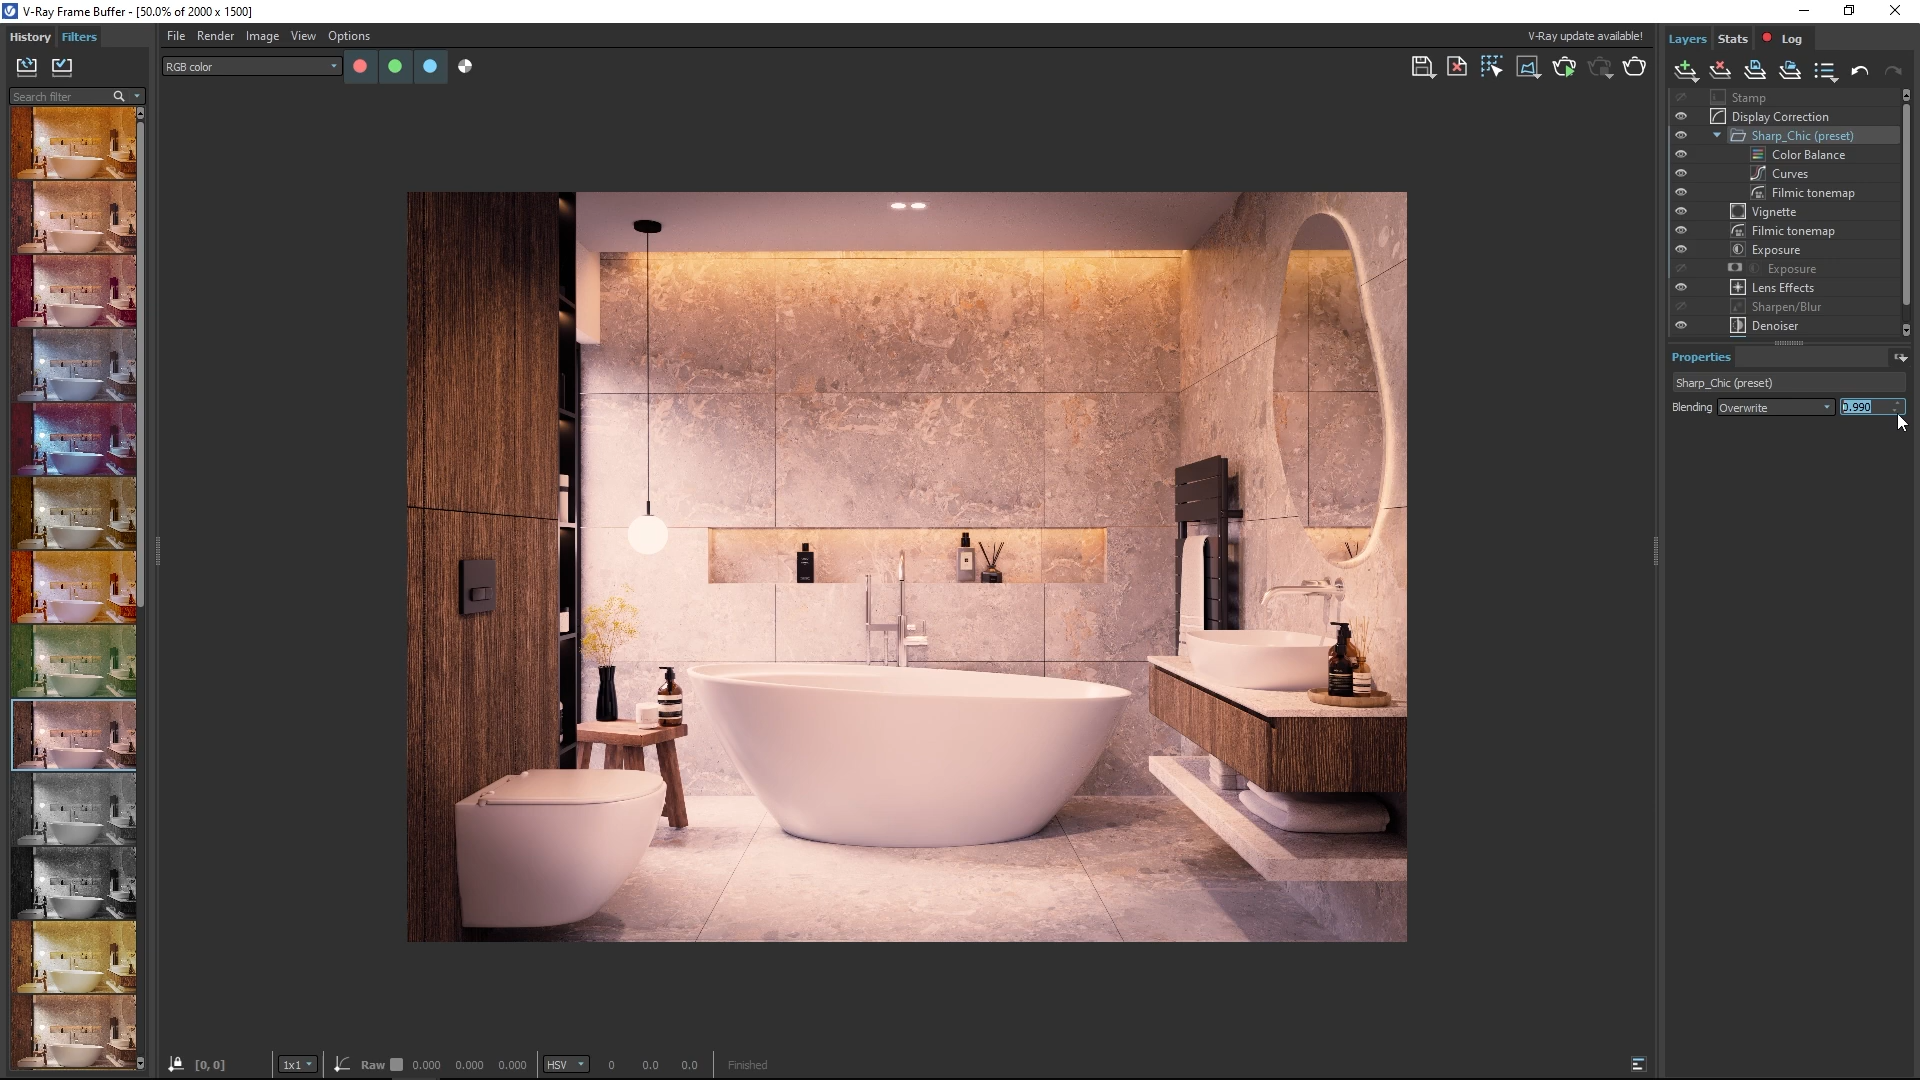 V-Ray Frame Buffer - [50.0% of 2000 x 1500]
History Filters
File Render Image View Options
V-Ray update available!
Layers Stats Log
RGB color
Search filter
Stamp
Display Correction
Sharp_Chic (preset)
Color Balance
Curves
Filmic tonemap
Vignette
Filmic tonemap
Exposure
Exposure
Lens Effects
Sharpen/Blur
Denoiser
Properties
Sharp_Chic (preset)
Blending Overwrite 0.990
[0, 0] 1x1 Raw 0.000 0.000 0.000 HSV 0 0.0 0.0 Finished